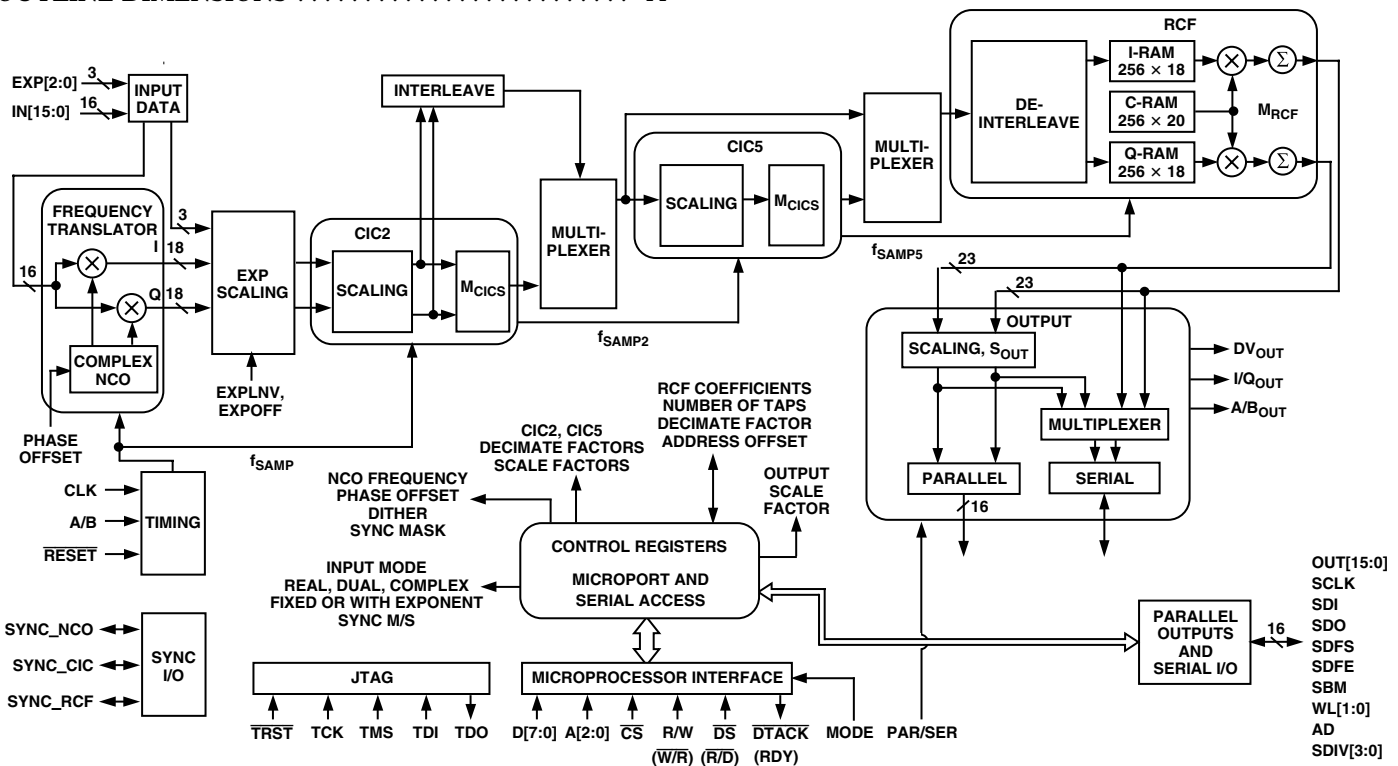 RCF
EXP[2:0]
3
IN[15:0]
16
INPUT
DATA
INTERLEAVE
DE-
INTERLEAVE
I-RAM
256 × 18
C-RAM
256 × 20
Q-RAM
256 × 18
×
Σ
MRCF
×
Σ
MULTI-
PLEXER
CIC5
SCALING
MCICS
fSAMP5
MULTI-
PLEXER
FREQUENCY
TRANSLATOR
3
I
18
16
×
Q
18
×
COMPLEX
NCO
PHASE
OFFSET
EXP
SCALING
EXPLNV,
EXPOFF
CIC2
SCALING
MCICS
fSAMP2
fSAMP
23
23
OUTPUT
SCALING, SOUT
MULTIPLEXER
PARALLEL
SERIAL
16
DVOUT
I/QOUT
A/BOUT
CLK
A/B
RESET
TIMING
RCF COEFFICIENTS
NUMBER OF TAPS
DECIMATE FACTOR
ADDRESS OFFSET
CIC2, CIC5
DECIMATE FACTORS
SCALE FACTORS
NCO FREQUENCY
PHASE OFFSET
DITHER
SYNC MASK
OUTPUT
SCALE
FACTOR
INPUT MODE
REAL, DUAL, COMPLEX
FIXED OR WITH EXPONENT
SYNC M/S
CONTROL REGISTERS
MICROPORT AND
SERIAL ACCESS
SYNC_NCO
SYNC_CIC
SYNC_RCF
SYNC
I/O
JTAG
TRST
TCK
TMS
TDI
TDO
MICROPROCESSOR INTERFACE
D[7:0]
A[2:0]
CS
R/W
(W/R)
DS
(R/D)
DTACK
(RDY)
MODE
PAR/SER
PARALLEL
OUTPUTS
AND
SERIAL I/O
16
OUT[15:0]
SCLK
SDI
SDO
SDFS
SDFE
SBM
WL[1:0]
AD
SDIV[3:0]